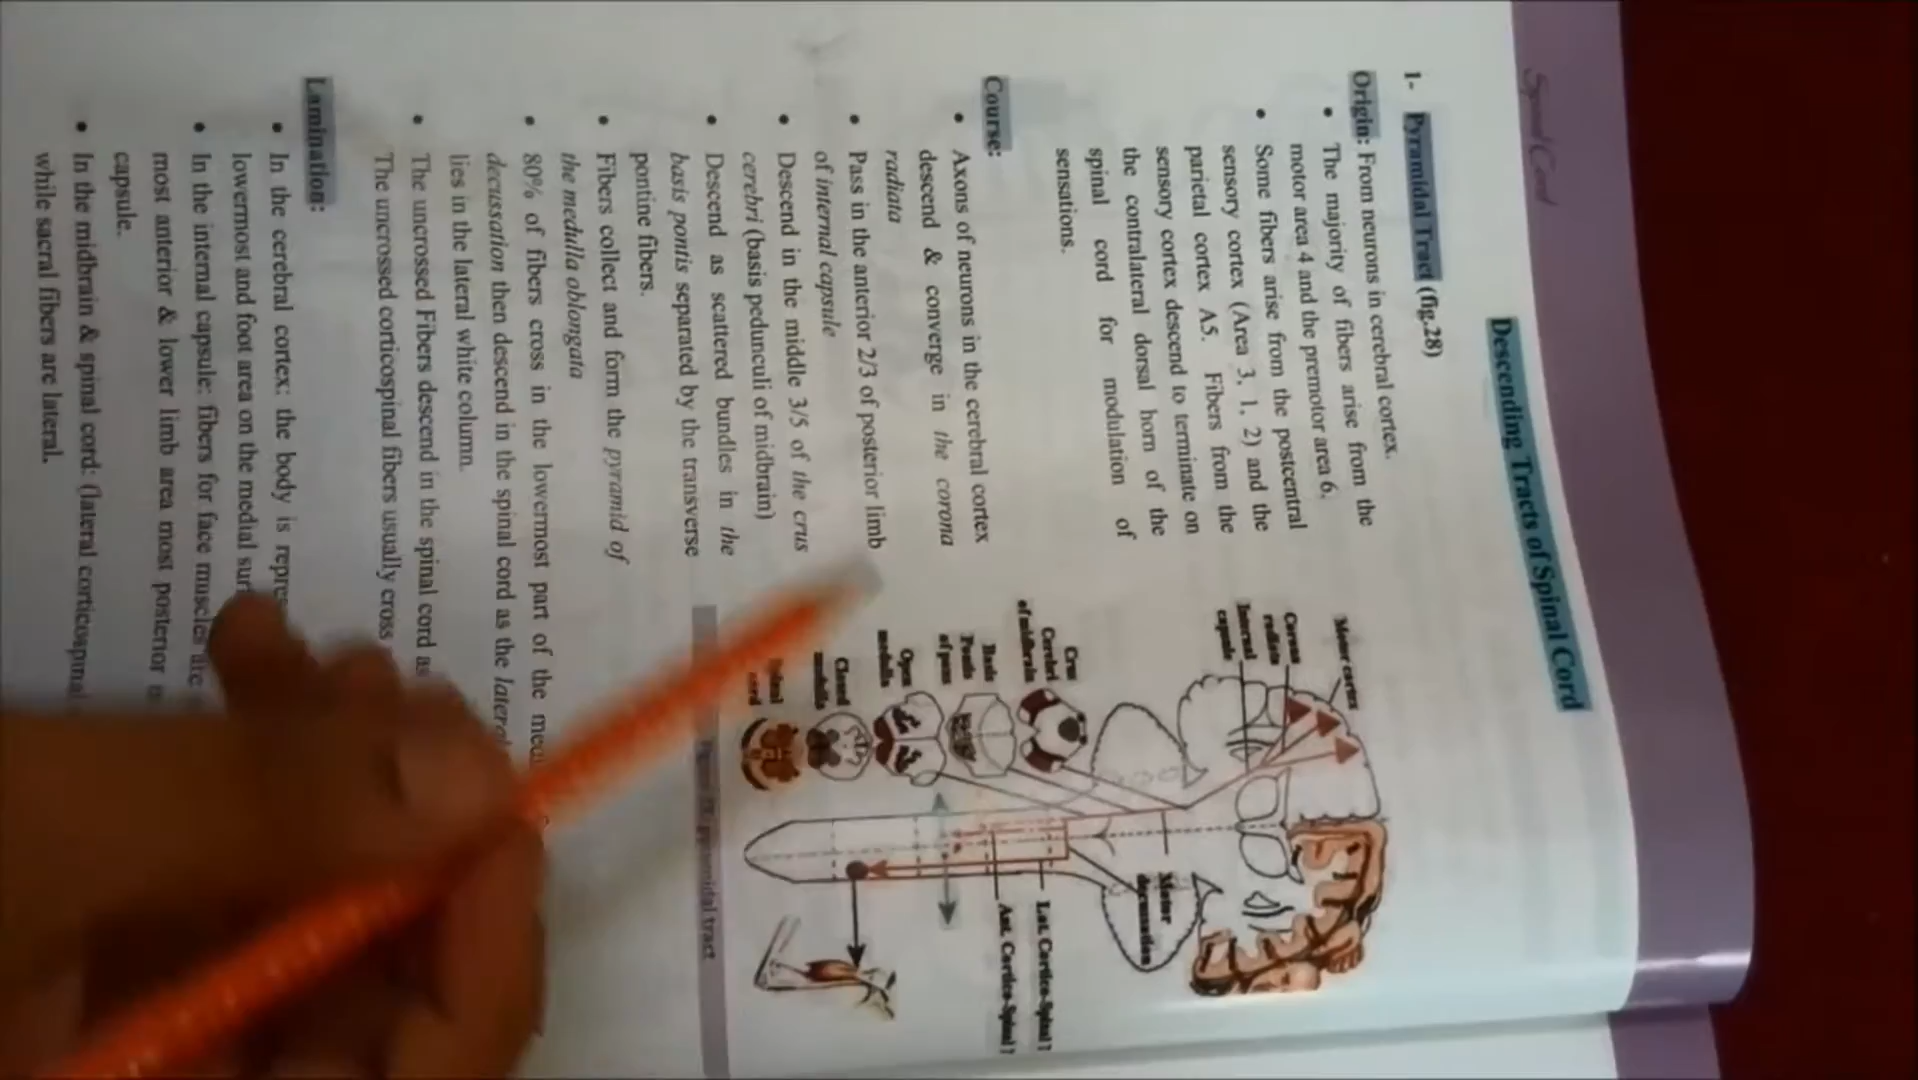 Spinal Cord
Descending Tracts of Spinal Cord
1- Pyramidal Tract (fig.28)
Origin: From neurons in cerebral cortex.
• The majority of fibers arise from the
motor area 4 and the premotor area 6.
• Some fibers arise from the postcentral
sensory cortex (Area 3, 1, 2) and the
parietal cortex A5. Fibers from the
sensory cortex descend to terminate on
the contralateral dorsal horn of the
spinal cord for modulation of
sensations.
Course:
• Axons of neurons in the cerebral cortex
descend & converge in the corona
radiata
• Pass in the anterior 2/3 of posterior limb
of internal capsule
• Descend in the middle 3/5 of the crus
cerebri (basis pedunculi of midbrain)
• Descend as scattered bundles in the
basis pontis separated by the transverse
pontine fibers.
• Fibers collect and form the pyramid of
the medulla oblongata
• 80% of fibers cross in the lowermost part of the
decussation then descend in the spinal cord as the
lies in the lateral white column.
• The uncrossed Fibers descend in the spinal cord as
The uncrossed corticospinal fibers usually cross
Lamination:
• In the cerebral cortex: the body is
lowermost and foot area on the medial
• In the internal capsule: fibers for face muscles are
most anterior & lower limb area most posterior
capsule.
• In the midbrain & spinal cord: (lateral corticospinal
while sacral fibers are lateral.
Motor cortex
Corona
radiata
Internal
capsule
Crus
Cerebri
of midbrain
Basis
Pontis
of pons
Open
medulla
Closed
medulla
cord
Motor
decussation
Lat. Cortico-Spinal T
Ant. Cortico-Spinal T
pyramidal tract